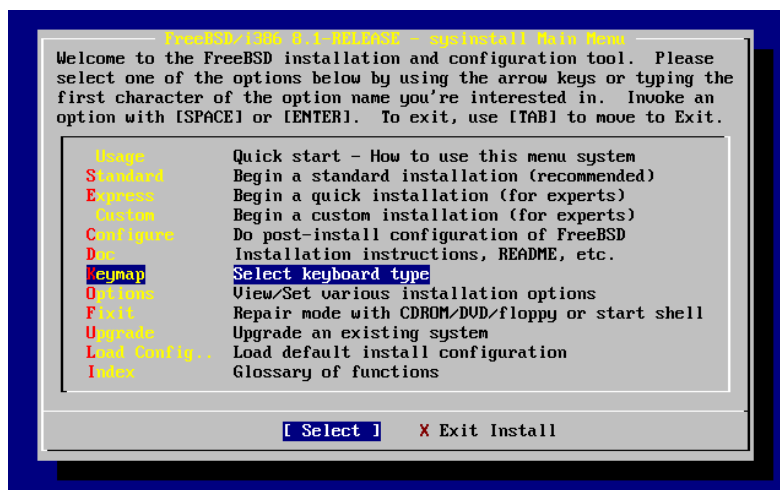 FreeBSD/i386 8.1-RELEASE - sysinstall Main Menu
Welcome to the FreeBSD installation and configuration tool.  Please
select one of the options below by using the arrow keys or typing the
first character of the option name you're interested in.  Invoke an
option with [SPACE] or [ENTER].  To exit, use [TAB] to move to Exit.
Usage Quick start - How to use this menu system
Standard Begin a standard installation (recommended)
Express Begin a quick installation (for experts)
Custom Begin a custom installation (for experts)
Configure Do post-install configuration of FreeBSD
Doc Installation instructions, README, etc.
Keymap Select keyboard type
Options View/Set various installation options
Fixit Repair mode with CDROM/DVD/floppy or start shell
Upgrade Upgrade an existing system
Load Config.. Load default install configuration
Index Glossary of functions
[ Select ] X Exit Install